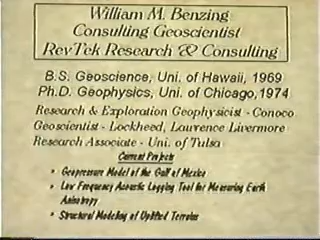 William M. Benzing
Consulting Geoscientist
RevTek Research & Consulting
B.S. Geoscience, Uni. of Hawaii, 1969
Ph.D. Geophysics, Uni. of Chicago,1974
Research & Exploration Geophysicist - Conoco
Geoscientist - Lockheed, Laurence Livermore
Research Associate - Uni. of Tulsa
Current Projects
• Geopressure Model of the Gulf of Mexico
• Low Frequency Acoustic Logging Tool for Measuring Earth
Anisotropy
• Structural Modeling of Uplifted Terrains